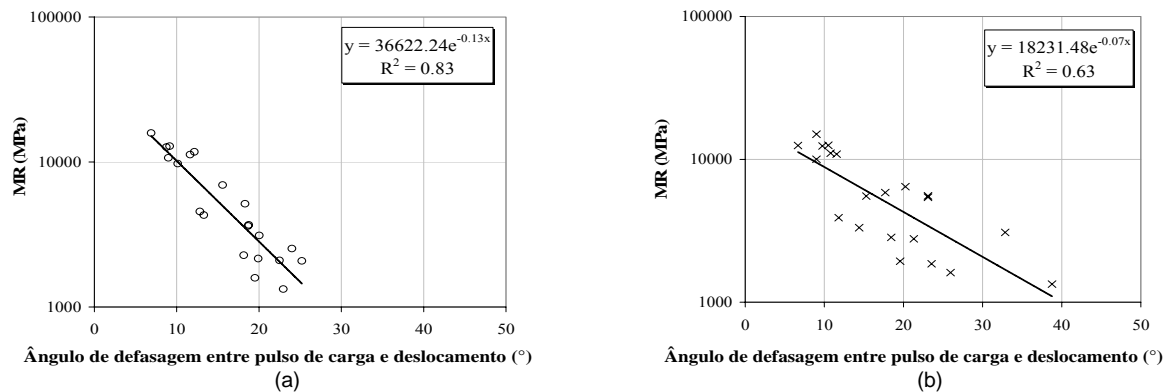 100000
10000
1000
MR (MPa)
y = 36622.24e^-0.13x
R² = 0.83
0 10 20 30 40 50
Ângulo de defasagem entre pulso de carga e deslocamento (°)
(a)
100000
10000
1000
MR (MPa)
y = 18231.48e^-0.07x
R² = 0.63
0 10 20 30 40 50
Ângulo de defasagem entre pulso de carga e deslocamento (°)
(b)